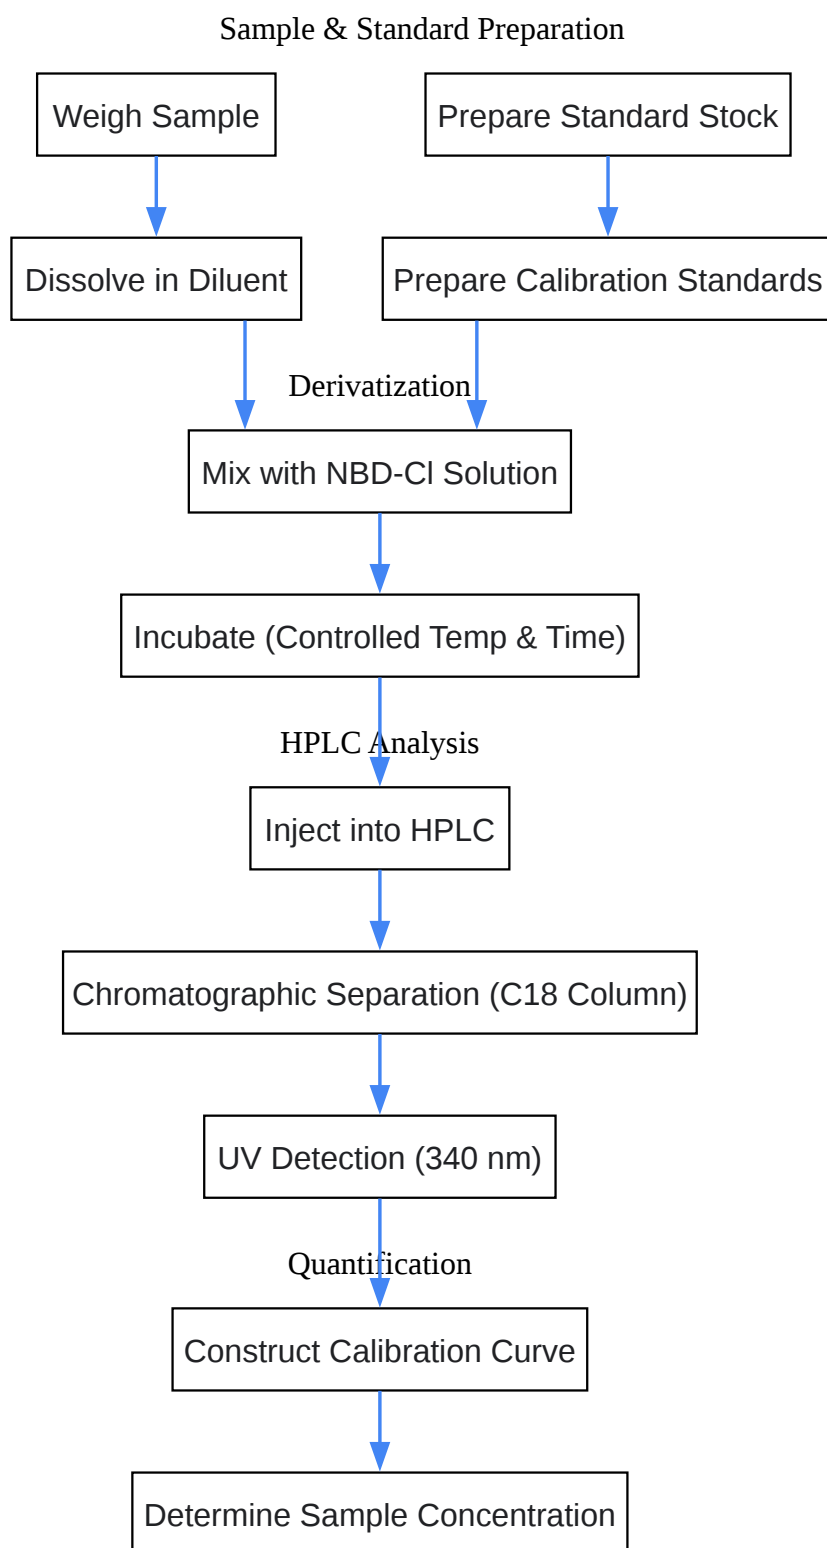 Sample & Standard Preparation
Weigh Sample
Prepare Standard Stock
Dissolve in Diluent
Prepare Calibration Standards
Derivatization
Mix with NBD-Cl Solution
Incubate (Controlled Temp & Time)
HPLC Analysis
Inject into HPLC
Chromatographic Separation (C18 Column)
UV Detection (340 nm)
Quantification
Construct Calibration Curve
Determine Sample Concentration